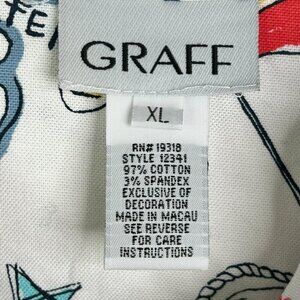 GRAFF
XL
RN# 19318
STYLE 12341
97% COTTON
3% SPANDEX
EXCLUSIVE OF
DECORATION
MADE IN MACAU
SEE REVERSE
FOR CARE
INSTRUCTIONS